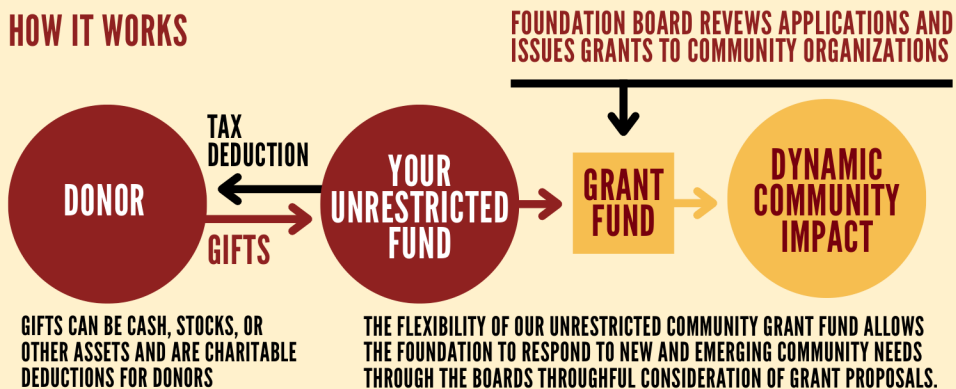 HOW IT WORKS
FOUNDATION BOARD REVEWS APPLICATIONS AND
ISSUES GRANTS TO COMMUNITY ORGANIZATIONS
DONOR
TAX
DEDUCTION
GIFTS
YOUR
UNRESTRICTED
FUND
GRANT
FUND
DYNAMIC
COMMUNITY
IMPACT
GIFTS CAN BE CASH, STOCKS, OR
OTHER ASSETS AND ARE CHARITABLE
DEDUCTIONS FOR DONORS
THE FLEXIBILITY OF OUR UNRESTRICTED COMMUNITY GRANT FUND ALLOWS
THE FOUNDATION TO RESPOND TO NEW AND EMERGING COMMUNITY NEEDS
THROUGH THE BOARDS THROUGHFUL CONSIDERATION OF GRANT PROPOSALS.